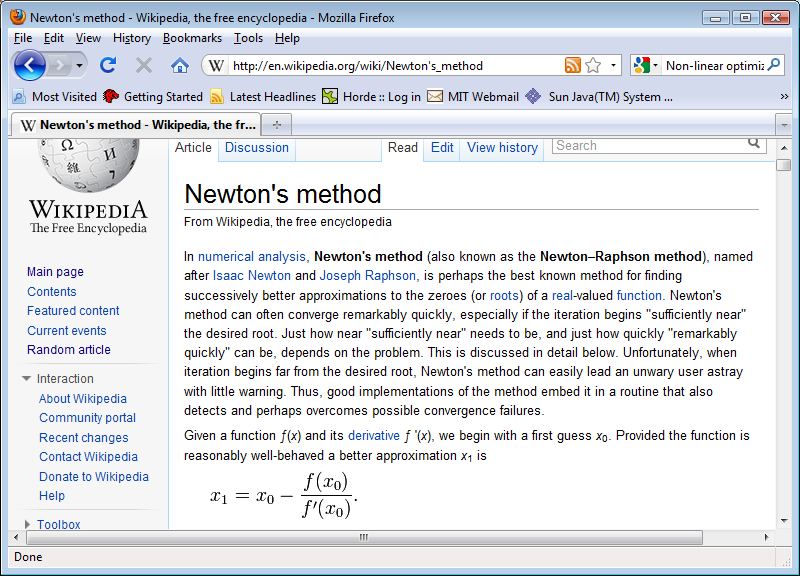 Newton's method - Wikipedia, the free encyclopedia - Mozilla Firefox
File Edit View History Bookmarks Tools Help
W http://en.wikipedia.org/wiki/Newton's_method Non-linear optimiz
Most Visited Getting Started Latest Headlines Horde :: Log in MIT Webmail Sun Java(TM) System ... »
W Newton's method - Wikipedia, the fr...
Ω И 維 7
WIKIPEDIA
The Free Encyclopedia
Main page
Contents
Featured content
Current events
Random article
Interaction
About Wikipedia
Community portal
Recent changes
Contact Wikipedia
Donate to Wikipedia
Help
Toolbox
Article Discussion Read Edit View history Search
Newton's method
From Wikipedia, the free encyclopedia
In numerical analysis, Newton's method (also known as the Newton–Raphson method), named
after Isaac Newton and Joseph Raphson, is perhaps the best known method for finding
successively better approximations to the zeroes (or roots) of a real-valued function. Newton's
method can often converge remarkably quickly, especially if the iteration begins "sufficiently near"
the desired root. Just how near "sufficiently near" needs to be, and just how quickly "remarkably
quickly" can be, depends on the problem. This is discussed in detail below. Unfortunately, when
iteration begins far from the desired root, Newton's method can easily lead an unwary user astray
with little warning. Thus, good implementations of the method embed it in a routine that also
detects and perhaps overcomes possible convergence failures.
Given a function ƒ(x) and its derivative ƒ '(x), we begin with a first guess x₀. Provided the function is
reasonably well-behaved a better approximation x₁ is
x₁ = x₀ − f(x₀)/f′(x₀).
Done